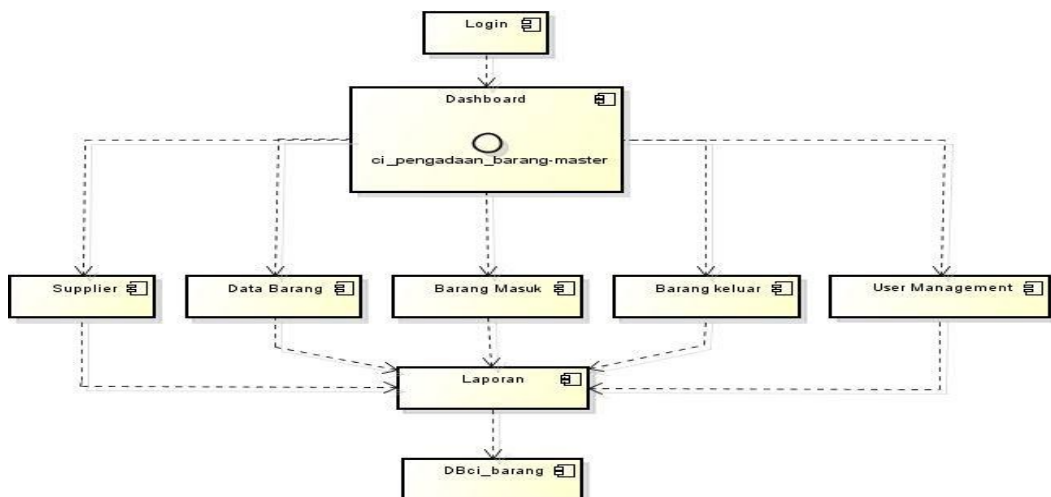 Login
Dashboard
ci_pengadaan_barang-master
Supplier
Data Barang
Barang Masuk
Barang keluar
User Management
Laporan
DBci_barang